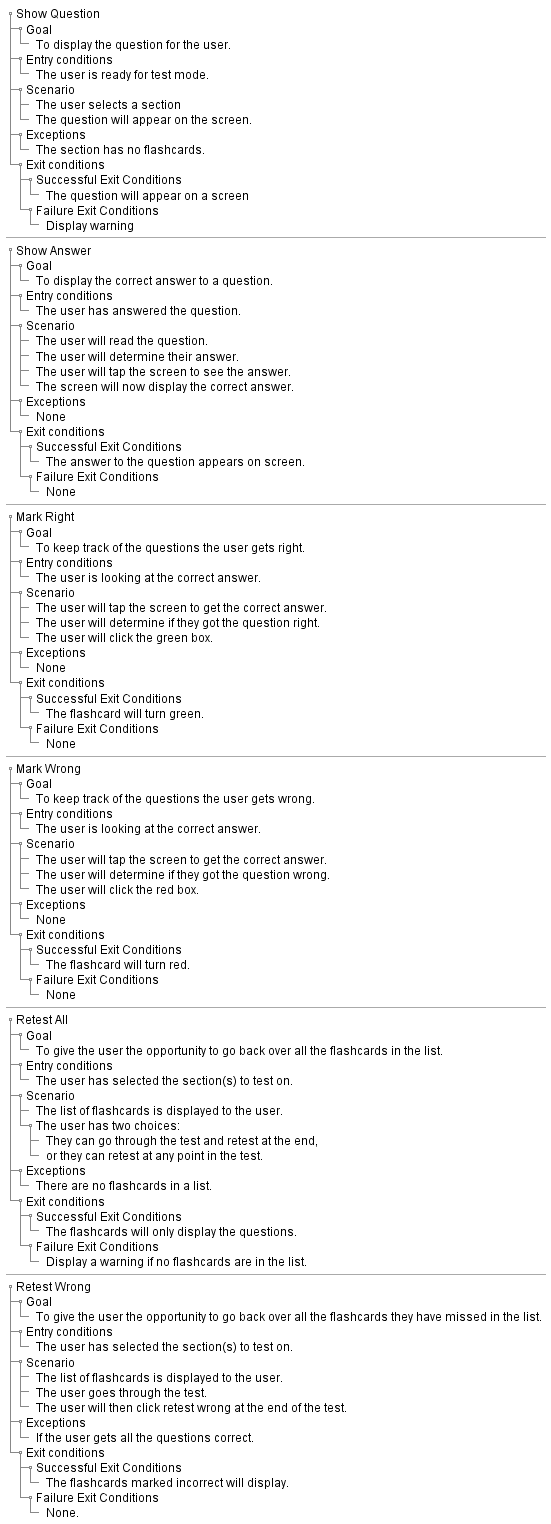 Show Question
Goal
To display the question for the user.
Entry conditions
The user is ready for test mode.
Scenario
The user selects a section
The question will appear on the screen.
Exceptions
The section has no flashcards.
Exit conditions
Successful Exit Conditions
The question will appear on a screen
Failure Exit Conditions
Display warning
Show Answer
Goal
To display the correct answer to a question.
Entry conditions
The user has answered the question.
Scenario
The user will read the question.
The user will determine their answer.
The user will tap the screen to see the answer.
The screen will now display the correct answer.
Exceptions
None
Exit conditions
Successful Exit Conditions
The answer to the question appears on screen.
Failure Exit Conditions
None
Mark Right
Goal
To keep track of the questions the user gets right.
Entry conditions
The user is looking at the correct answer.
Scenario
The user will tap the screen to get the correct answer.
The user will determine if they got the question right.
The user will click the green box.
Exceptions
None
Exit conditions
Successful Exit Conditions
The flashcard will turn green.
Failure Exit Conditions
None
Mark Wrong
Goal
To keep track of the questions the user gets wrong.
Entry conditions
The user is looking at the correct answer.
Scenario
The user will tap the screen to get the correct answer.
The user will determine if they got the question wrong.
The user will click the red box.
Exceptions
None
Exit conditions
Successful Exit Conditions
The flashcard will turn red.
Failure Exit Conditions
None
Retest All
Goal
To give the user the opportunity to go back over all the flashcards in the list.
Entry conditions
The user has selected the section(s) to test on.
Scenario
The list of flashcards is displayed to the user.
The user has two choices:
They can go through the test and retest at the end,
or they can retest at any point in the test.
Exceptions
There are no flashcards in a list.
Exit conditions
Successful Exit Conditions
The flashcards will only display the questions.
Failure Exit Conditions
Display a warning if no flashcards are in the list.
Retest Wrong
Goal
To give the user the opportunity to go back over all the flashcards they have missed in the list.
Entry conditions
The user has selected the section(s) to test on.
Scenario
The list of flashcards is displayed to the user.
The user goes through the test.
The user will then click retest wrong at the end of the test.
Exceptions
If the user gets all the questions correct.
Exit conditions
Successful Exit Conditions
The flashcards marked incorrect will display.
Failure Exit Conditions
None.